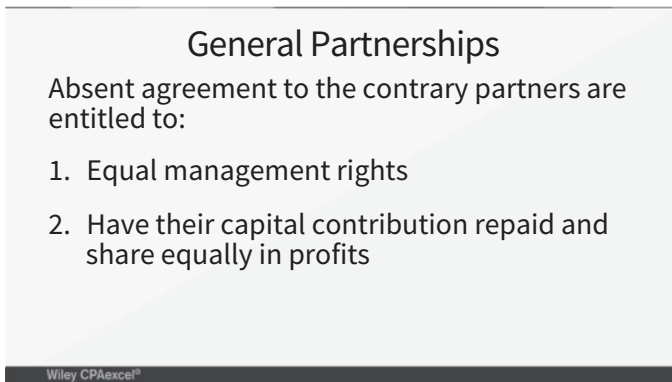 General Partnerships
Absent agreement to the contrary partners are
entitled to:
1. Equal management rights
2. Have their capital contribution repaid and
share equally in profits
Wiley CPAexcel®